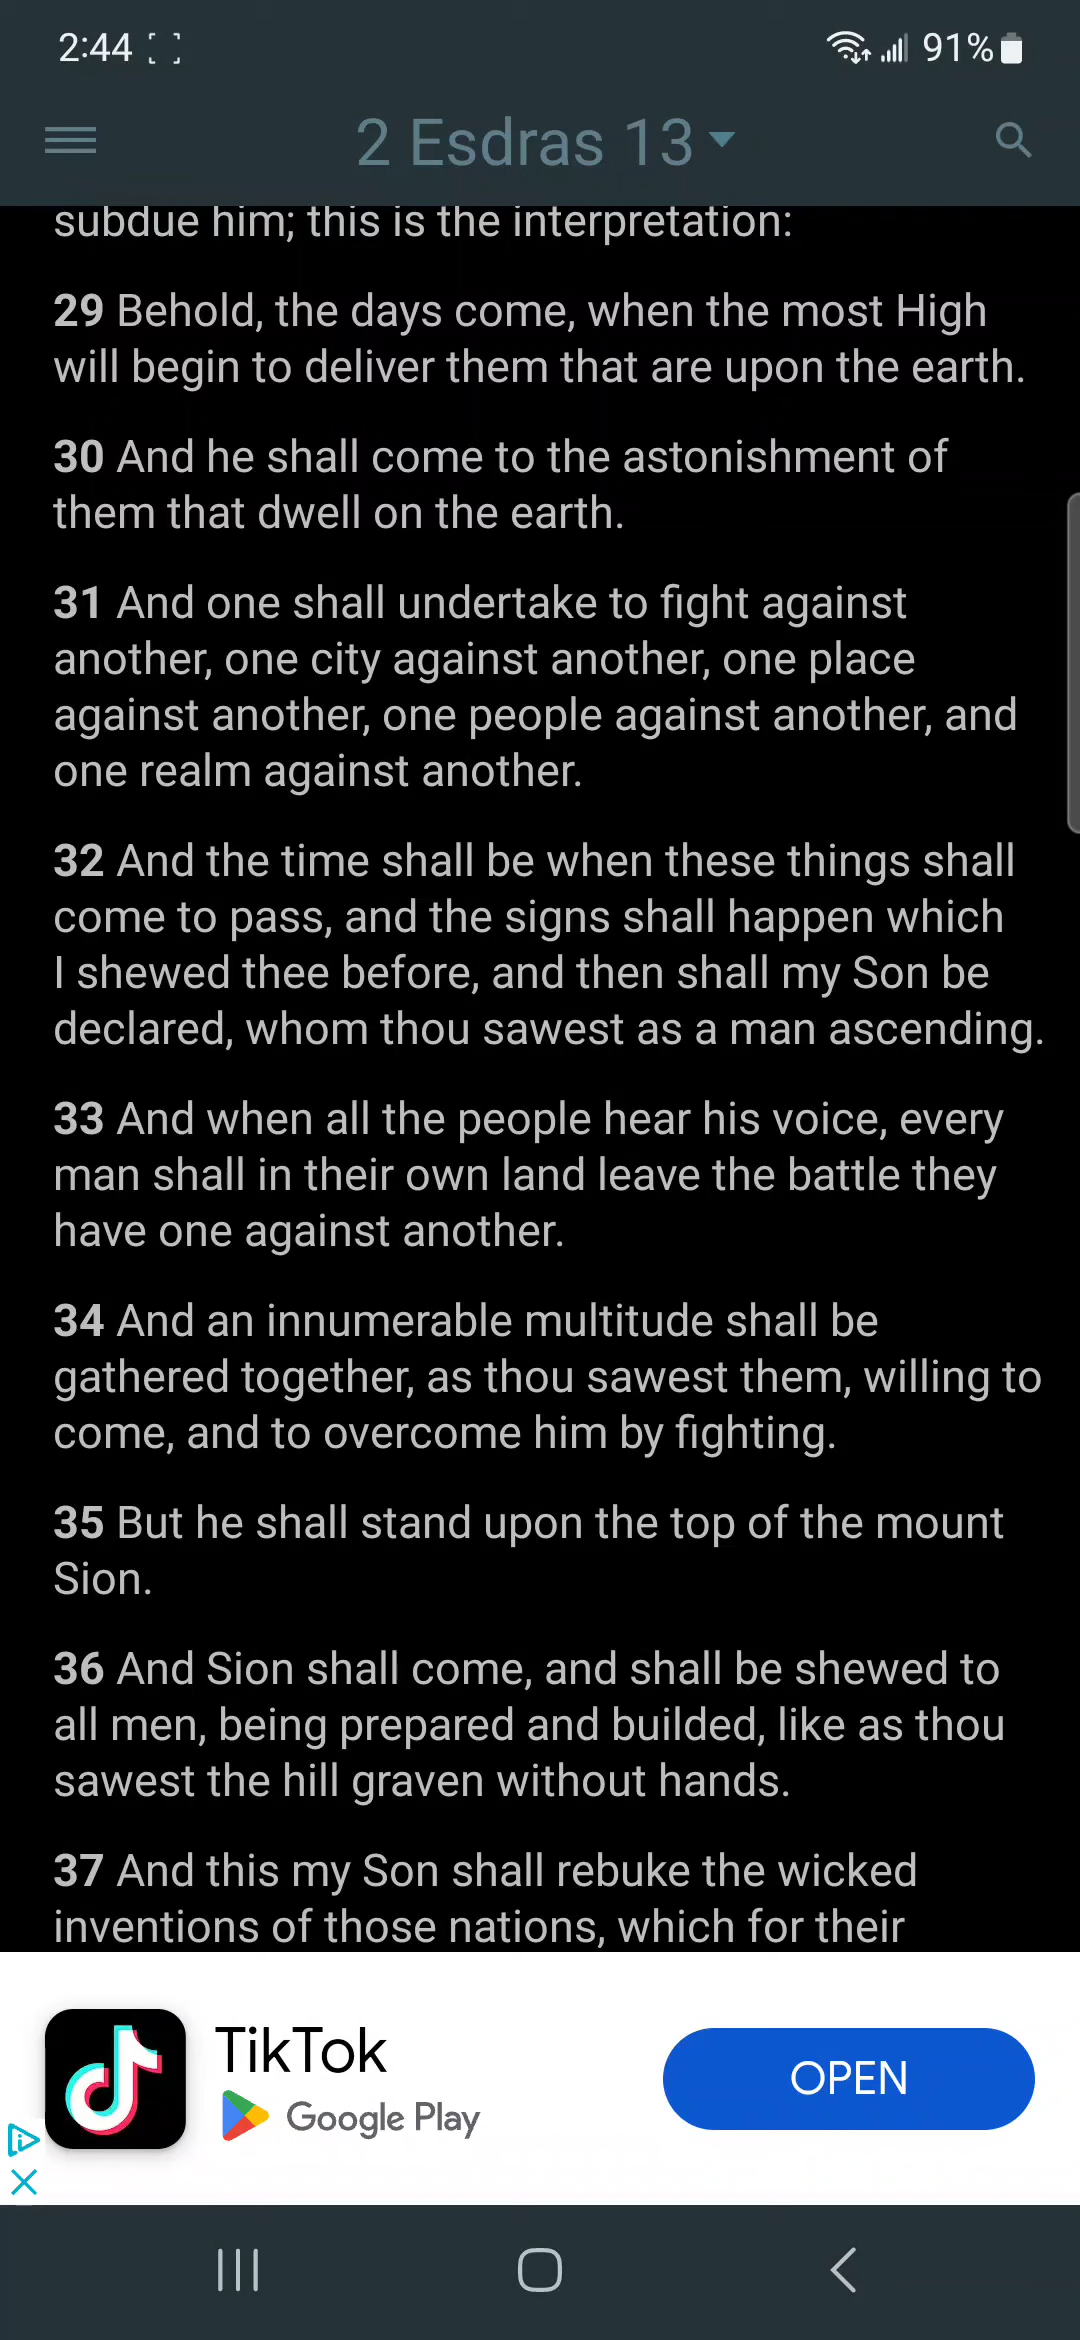 2:44
91%
2 Esdras 13
subdue him; this is the interpretation:
29 Behold, the days come, when the most High
will begin to deliver them that are upon the earth.
30 And he shall come to the astonishment of
them that dwell on the earth.
31 And one shall undertake to fight against
another, one city against another, one place
against another, one people against another, and
one realm against another.
32 And the time shall be when these things shall
come to pass, and the signs shall happen which
I shewed thee before, and then shall my Son be
declared, whom thou sawest as a man ascending.
33 And when all the people hear his voice, every
man shall in their own land leave the battle they
have one against another.
34 And an innumerable multitude shall be
gathered together, as thou sawest them, willing to
come, and to overcome him by fighting.
35 But he shall stand upon the top of the mount
Sion.
36 And Sion shall come, and shall be shewed to
all men, being prepared and builded, like as thou
sawest the hill graven without hands.
37 And this my Son shall rebuke the wicked
inventions of those nations, which for their
TikTok
Google Play
OPEN